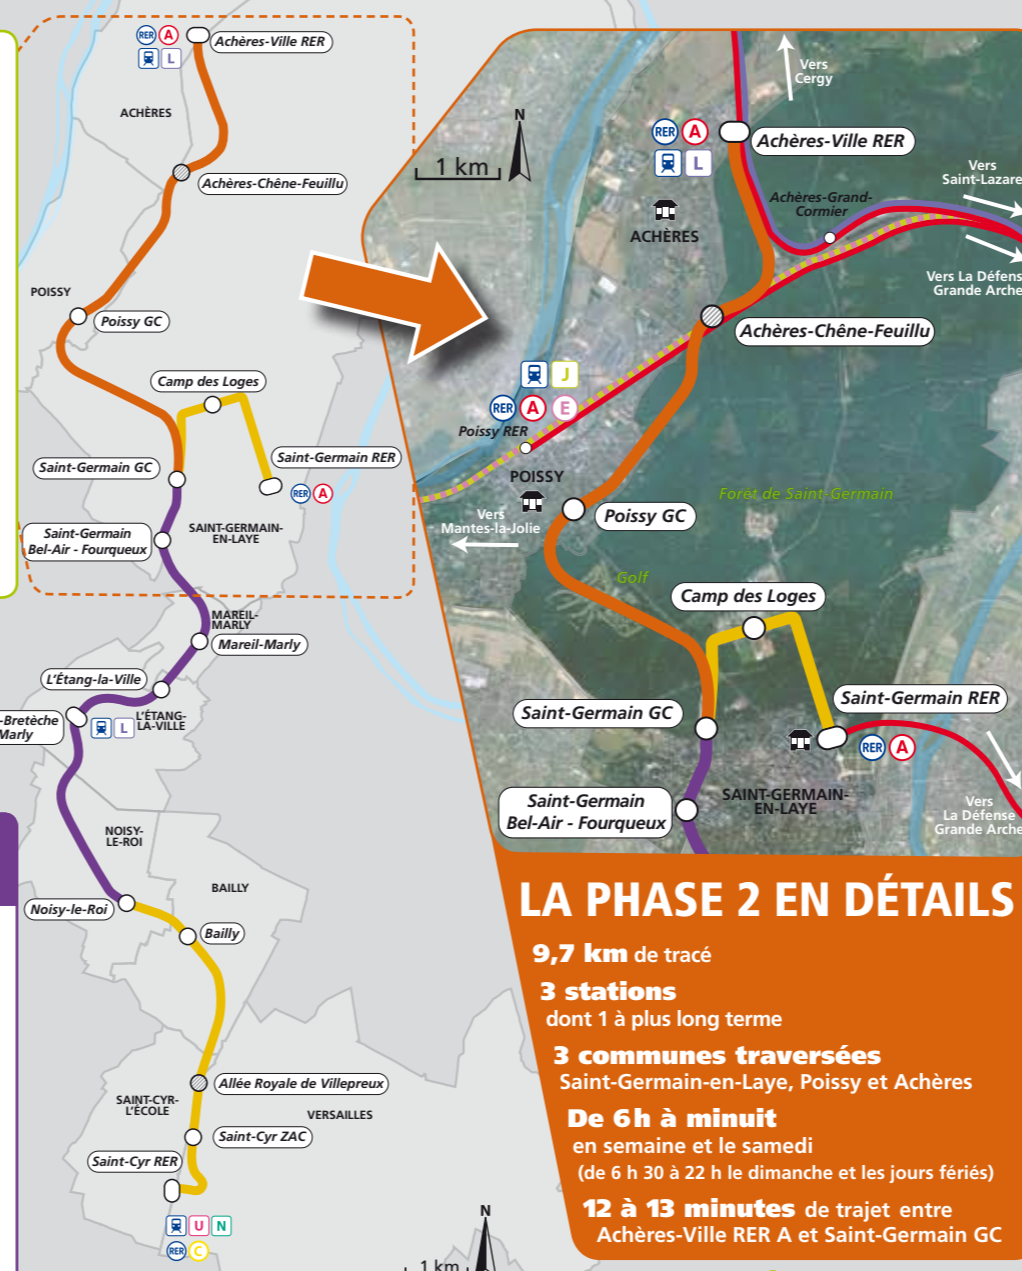 RER A
L
Achères-Ville RER
ACHÈRES
Achères-Chêne-Feuillu
POISSY
Poissy GC
Camp des Loges
Saint-Germain GC
Saint-Germain RER
RER A
Saint-Germain
Bel-Air - Fourqueux
SAINT-GERMAIN-
EN-LAYE
MAREIL-
MARLY
Mareil-Marly
L'Étang-la-Ville
-Bretèche
Marly
L
L'ÉTANG-
LA-VILLE
NOISY-
LE-ROI
BAILLY
Noisy-le-Roi
Bailly
Allée Royale de Villepreux
SAINT-CYR-
L'ÉCOLE
VERSAILLES
Saint-Cyr ZAC
Saint-Cyr RER
U N
RER C
N
1 km
N
1 km
Vers
Cergy
RER A
L
Achères-Ville RER
Vers
Saint-Lazare
Achères-Grand-
Cormier
ACHÈRES
Vers La Défens
Grande Arche
Achères-Chêne-Feuillu
J
RER A E
Poissy RER
POISSY
Vers
Mantes-la-Jolie
Poissy GC
Forêt de Saint-Germain
Golf
Camp des Loges
Saint-Germain GC
Saint-Germain RER
RER A
Saint-Germain
Bel-Air - Fourqueux
SAINT-GERMAIN-
EN-LAYE
Vers
La Défense
Grande Arche
LA PHASE 2 EN DÉTAILS
9,7 km de tracé
3 stations
dont 1 à plus long terme
3 communes traversées
Saint-Germain-en-Laye, Poissy et Achères
De 6h à minuit
en semaine et le samedi
(de 6 h 30 à 22 h le dimanche et les jours fériés)
12 à 13 minutes de trajet entre
Achères-Ville RER A et Saint-Germain GC